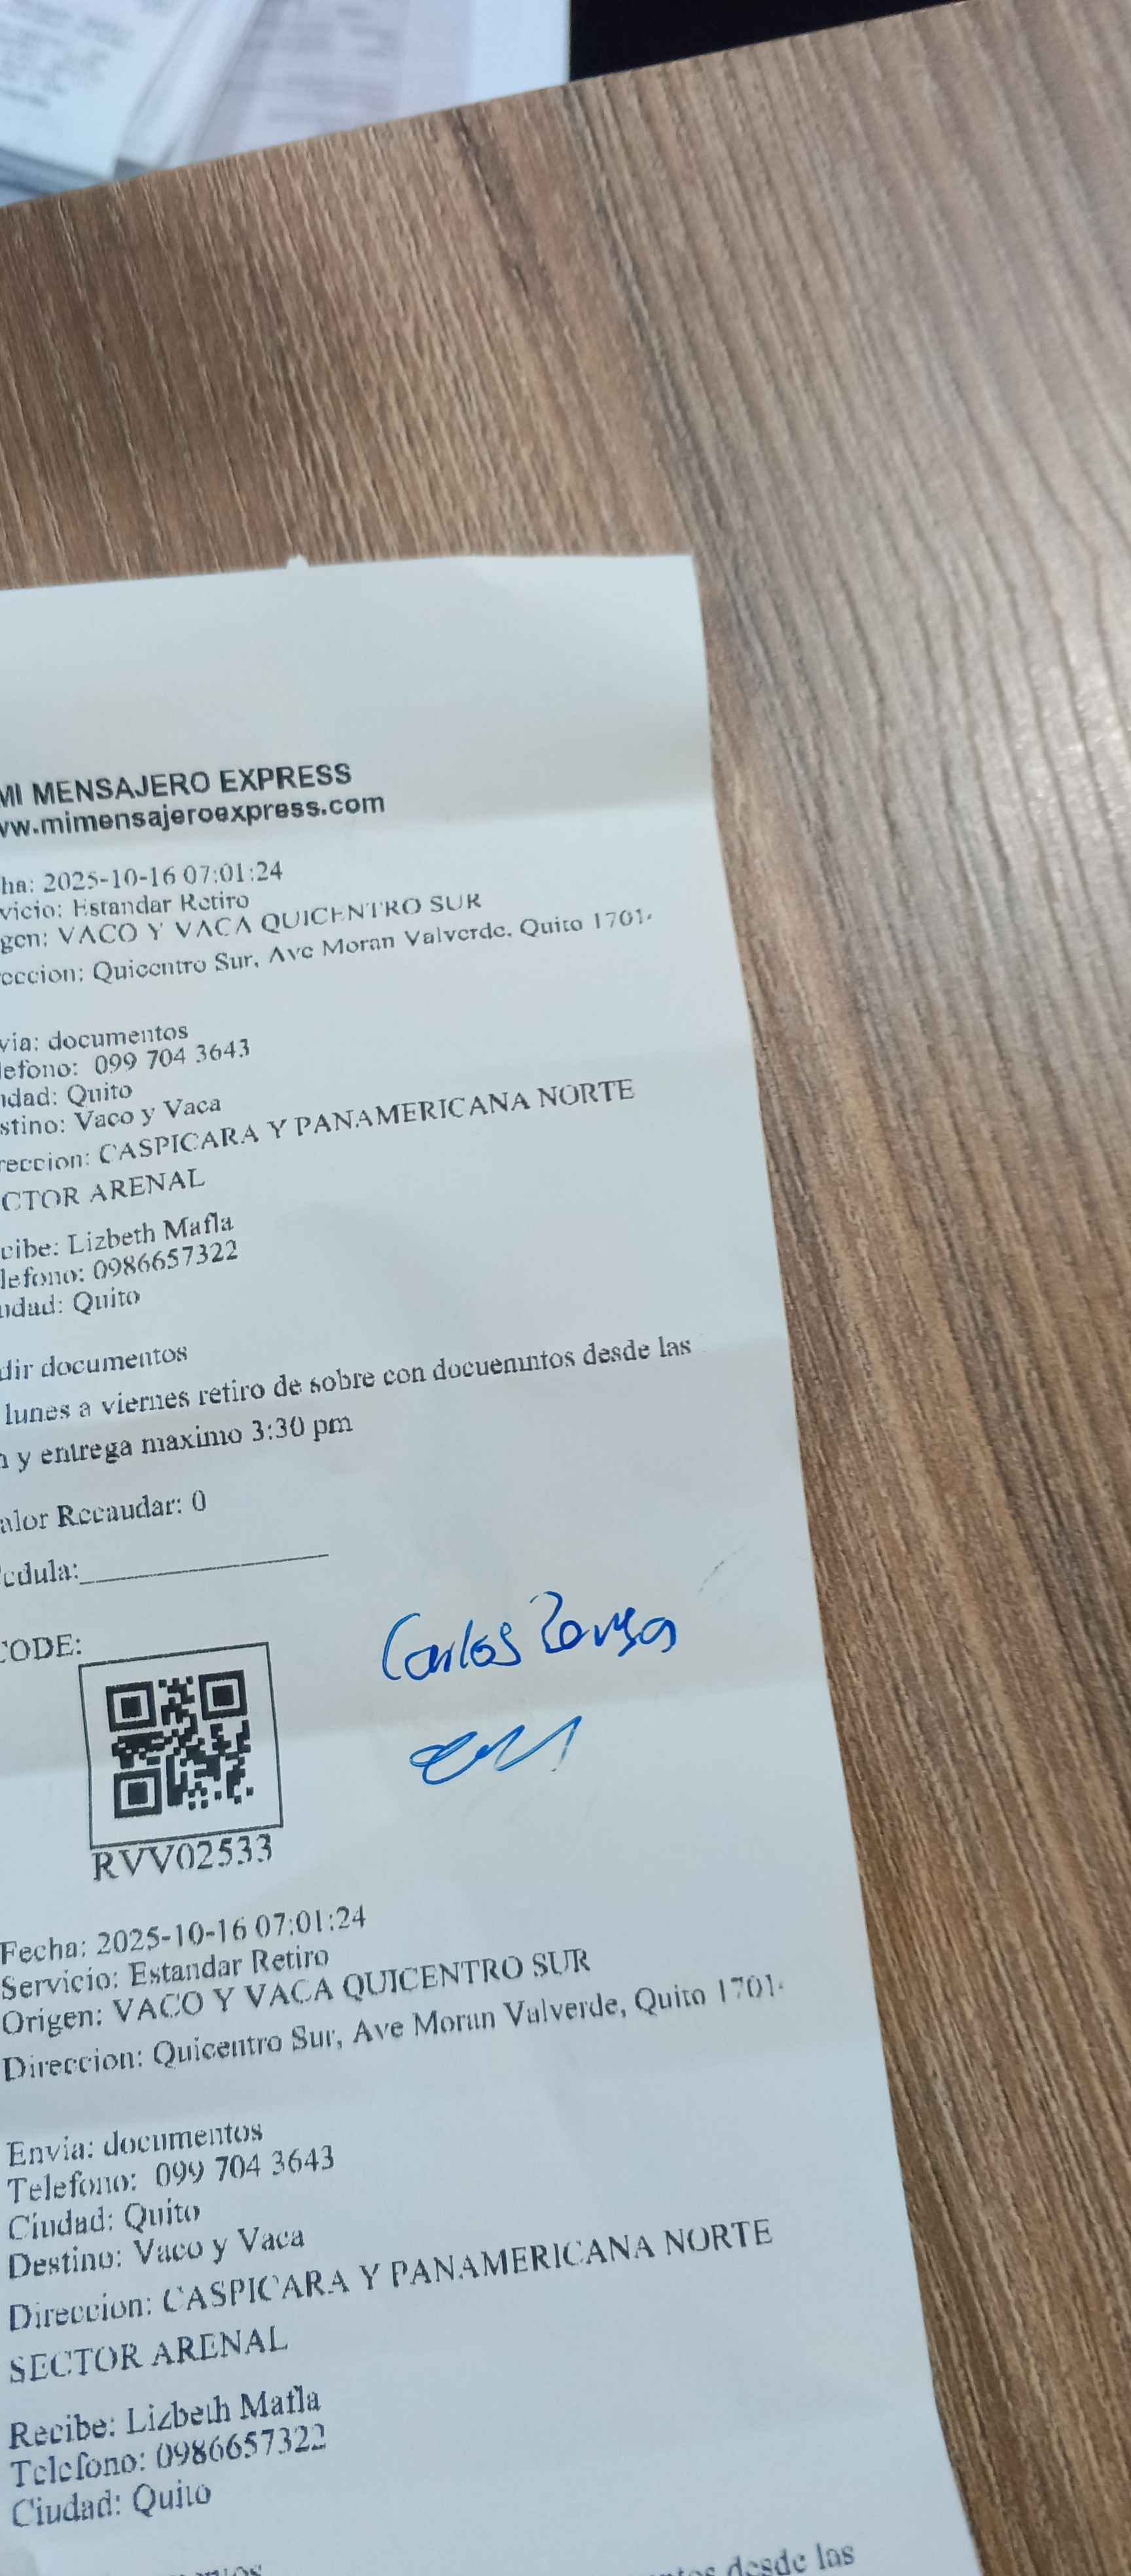 MI MENSAJERO EXPRESS
ww.mimensajeroexpress.com
ha: 2025-10-16 07:01:24
vicio: Estandar Retiro
gen: VACO Y VACA QUICENTRO SUR
eccion: Quicentro Sur, Ave Moran Valverde, Quito 1701
via: documentos
lefono: 099 704 3643
udad: Quito
stino: Vaco y Vaca
reccion: CASPICARA Y PANAMERICANA NORTE
CTOR ARENAL
cibe: Lizbeth Mafla
lefono: 0986657322
udad: Quito
dir documentos
lunes a viernes retiro de sobre con docuemntos desde las
y entrega maximo 3:30 pm
alor Recaudar: 0
edula:
CODE:
Carlos
RVV02533
Fecha: 2025-10-16 07:01:24
Servicio: Estandar Retiro
Origen: VACO Y VACA QUICENTRO SUR
Direccion: Quicentro Sur, Ave Moran Valverde, Quito 1701
Envia: documentos
Telefono: 099 704 3643
Ciudad: Quito
Destino: Vaco y Vaca
Direccion: CASPICARA Y PANAMERICANA NORTE
SECTOR ARENAL
Recibe: Lizbeth Mafla
Telefono: 0986657322
Ciudad: Quito
desde las